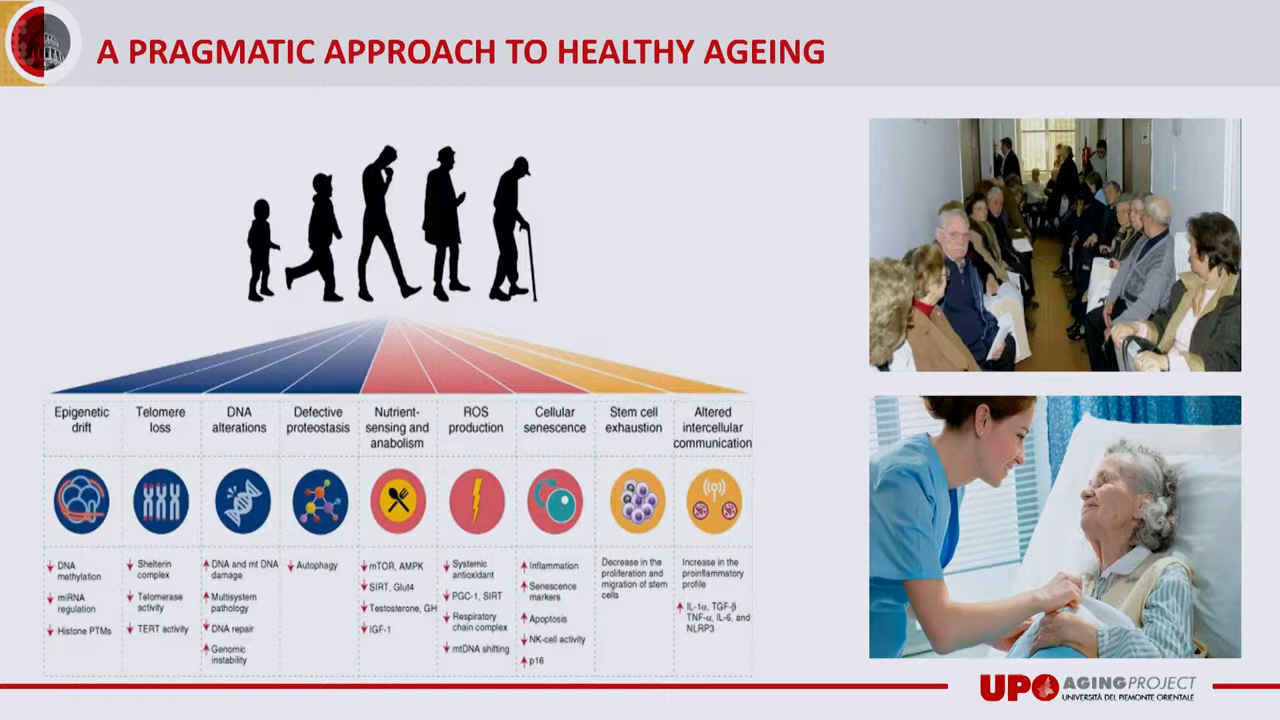 A PRAGMATIC APPROACH TO HEALTHY AGEING
Epigenetic
drift
Telomere
loss
DNA
alterations
Defective
proteostasis
Nutrient-
sensing and
anabolism
ROS
production
Cellular
senescence
Stem cell
exhaustion
Altered
intercellular
communication
DNA
methylation
miRNA
regulation
Histone PTMs
Shelterin
complex
Telomerase
activity
TERT activity
DNA and mt DNA
damage
Multisystem
pathology
DNA repair
Genomic
instability
Autophagy
mTOR, AMPK
SIRT, Glut4
Testosterone, GH
IGF-1
Systemic
antioxidant
PGC-1, SIRT
Respiratory
chain complex
mtDNA shifting
Inflammation
Senescence
markers
Apoptosis
NK-cell activity
p16
Decrease in the
proliferation and
migration of stem
cells
Increase in the
proinflammatory
profile
IL-1α, TGF-β
TNF-α, IL-6, and
NLRP3
UPO AGINGPROJECT
UNIVERSITÀ DEL PIEMONTE ORIENTALE